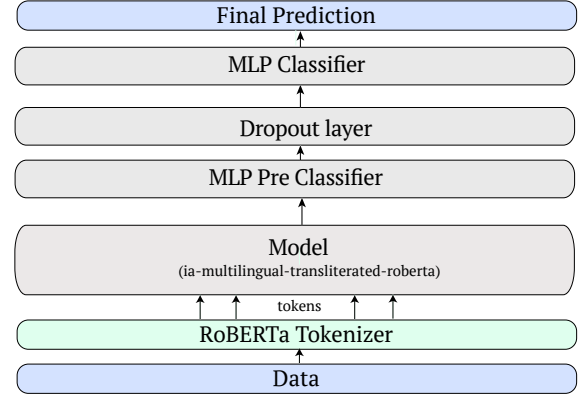 Final Prediction
MLP Classifier
Dropout layer
MLP Pre Classifier
Model
(ia-multilingual-transliterated-roberta)
tokens
RoBERTa Tokenizer
Data